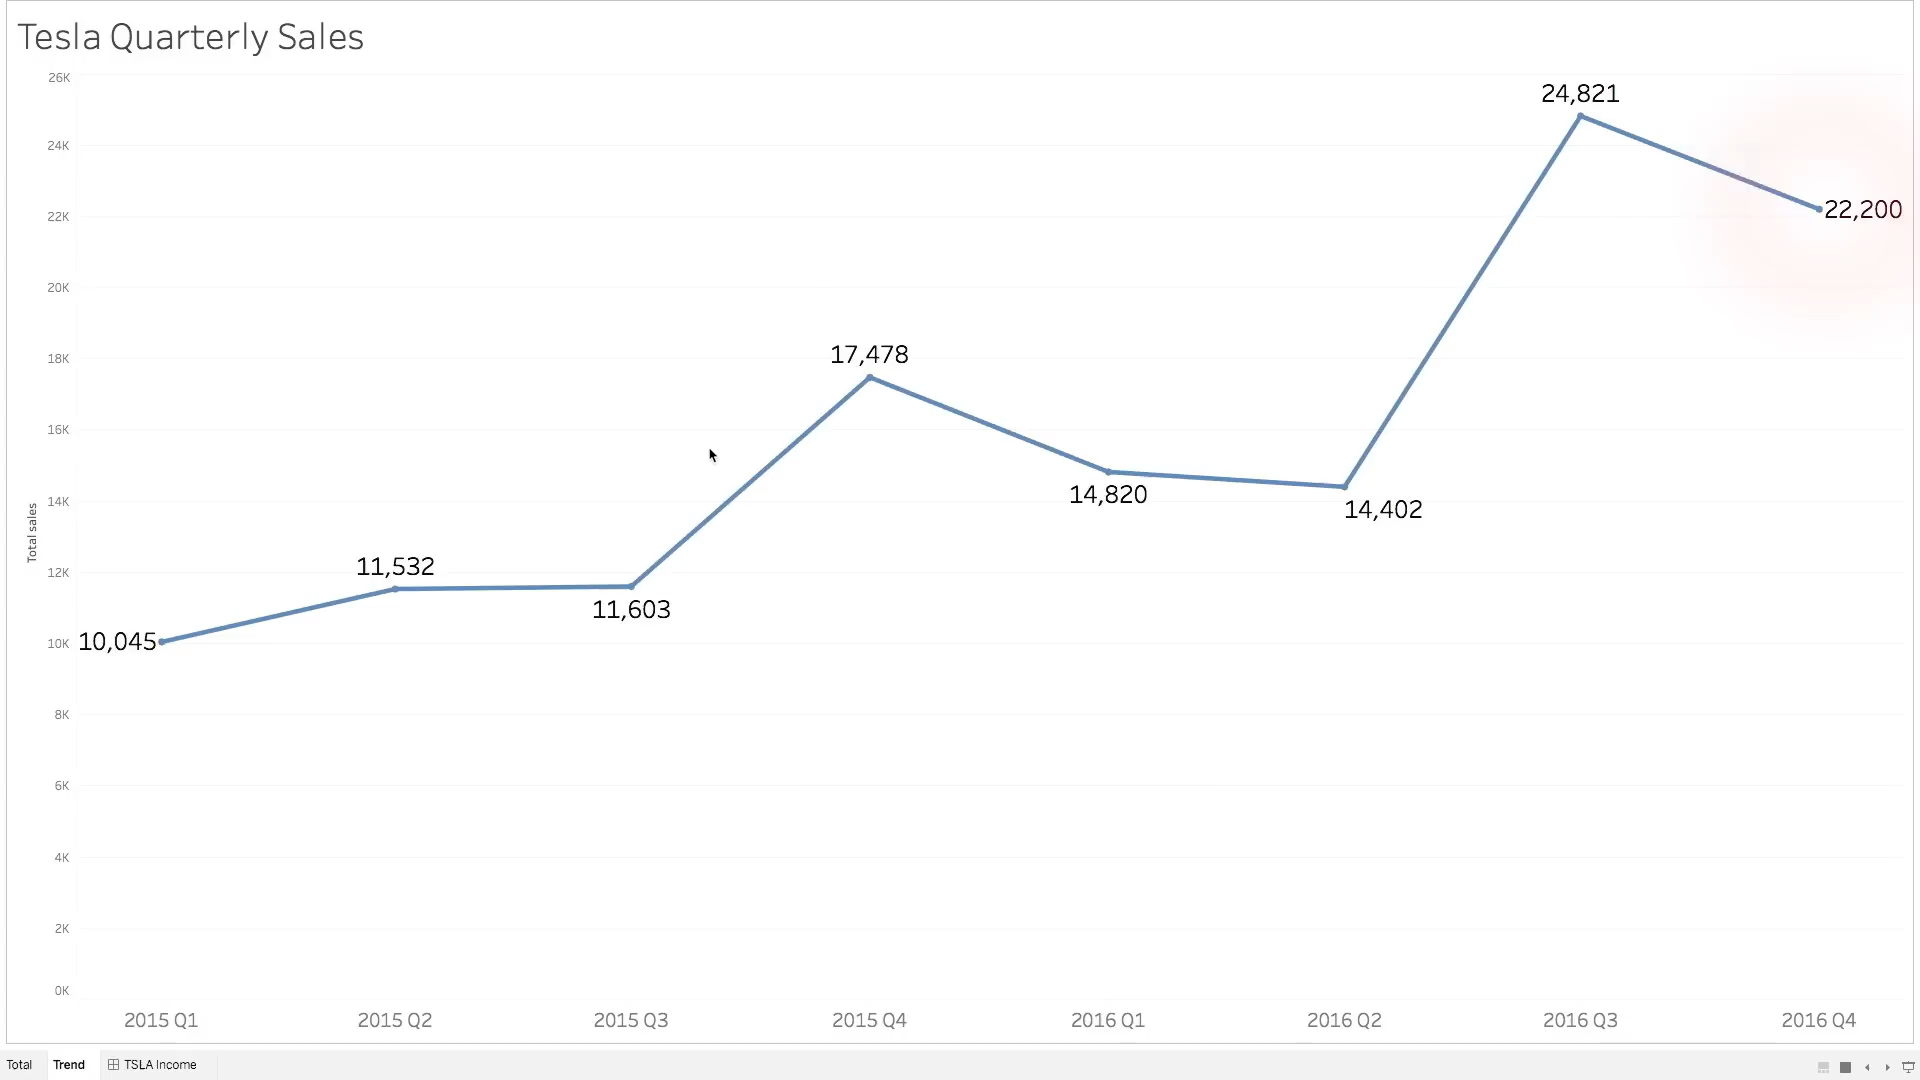 Tesla Quarterly Sales
26K
24K
22K
20K
18K
16K
14K
12K
10K
8K
6K
4K
2K
0K
Total sales
10,045
11,532
11,603
17,478
14,820
14,402
24,821
22,200
2015 Q1 2015 Q2 2015 Q3 2015 Q4 2016 Q1 2016 Q2 2016 Q3 2016 Q4
Total Trend TSLA Income